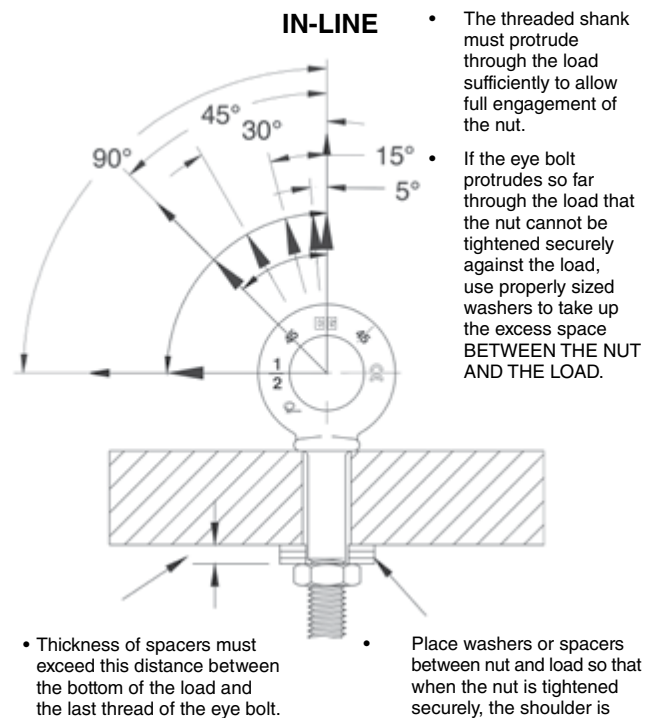 IN-LINE
• The threaded shank
must protrude
through the load
sufficiently to allow
full engagement of
the nut.
• If the eye bolt
protrudes so far
through the load that
the nut cannot be
tightened securely
against the load,
use properly sized
washers to take up
the excess space
BETWEEN THE NUT
AND THE LOAD.
45°
30°
90°
15°
5°
45
45
1
2
• Thickness of spacers must
exceed this distance between
the bottom of the load and
the last thread of the eye bolt.
• Place washers or spacers
between nut and load so that
when the nut is tightened
securely, the shoulder is